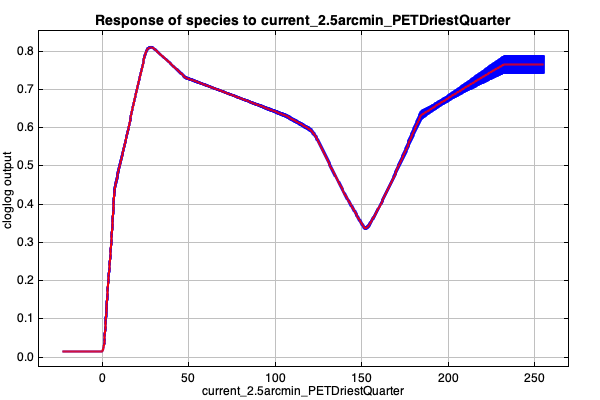 Response of species to current_2.5arcmin_PETDriestQuarter
0.8
0.7
0.6
0.5
0.4
0.3
0.2
0.1
0.0
cloglog output
0 50 100 150 200 250
current_2.5arcmin_PETDriestQuarter